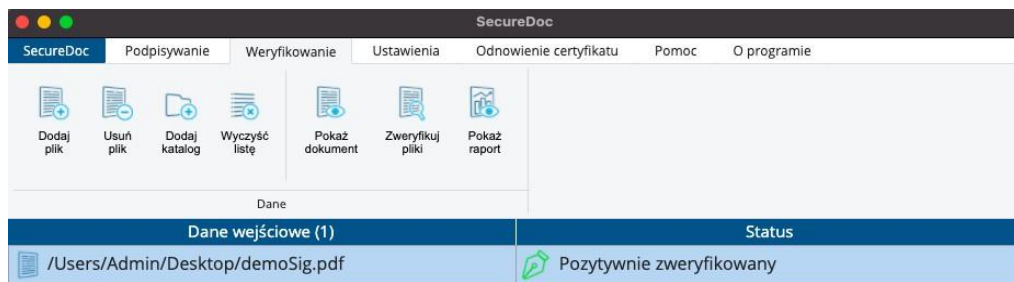 SecureDoc
SecureDoc Podpisywanie Weryfikowanie Ustawienia Odnowienie certyfikatu Pomoc O programie
Dodaj plik Usuń plik Dodaj katalog Wyczyść listę Pokaż dokument Zweryfikuj pliki Pokaż raport
Dane
Dane wejściowe (1) Status
/Users/Admin/Desktop/demoSig.pdf Pozytywnie zweryfikowany